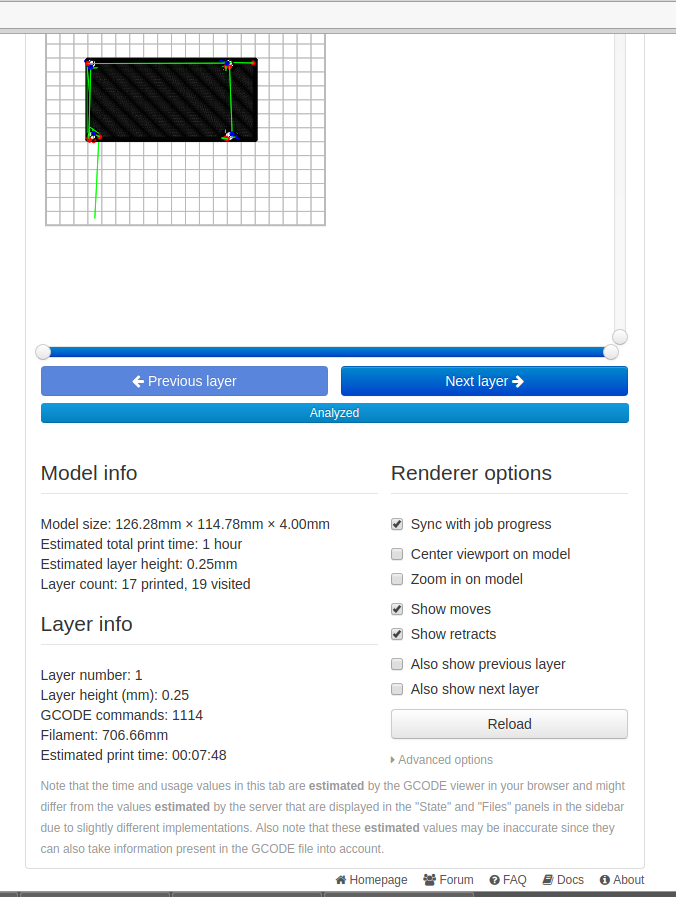 Previous layer Next layer
Analyzed
Model info Renderer options
Model size: 126.28mm × 114.78mm × 4.00mm
Estimated total print time: 1 hour
Estimated layer height: 0.25mm
Layer count: 17 printed, 19 visited
Layer info
Layer number: 1
Layer height (mm): 0.25
GCODE commands: 1114
Filament: 706.66mm
Estimated print time: 00:07:48
Sync with job progress
Center viewport on model
Zoom in on model
Show moves
Show retracts
Also show previous layer
Also show next layer
Reload
Advanced options
Note that the time and usage values in this tab are estimated by the GCODE viewer in your browser and might
differ from the values estimated by the server that are displayed in the "State" and "Files" panels in the sidebar
due to slightly different implementations. Also note that these estimated values may be inaccurate since they
can also take information present in the GCODE file into account.
Homepage Forum FAQ Docs About